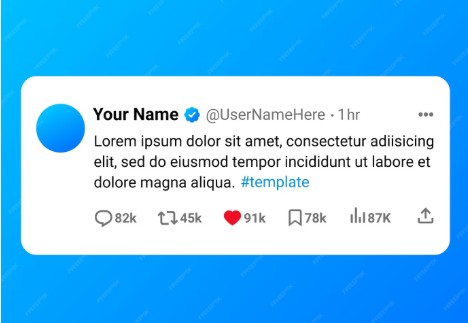 Your Name @UserNameHere · 1hr
Lorem ipsum dolor sit amet, consectetur adiisicing
elit, sed do eiusmod tempor incididunt ut labore et
dolore magna aliqua. #template
82k 45k 91k 78k 87K